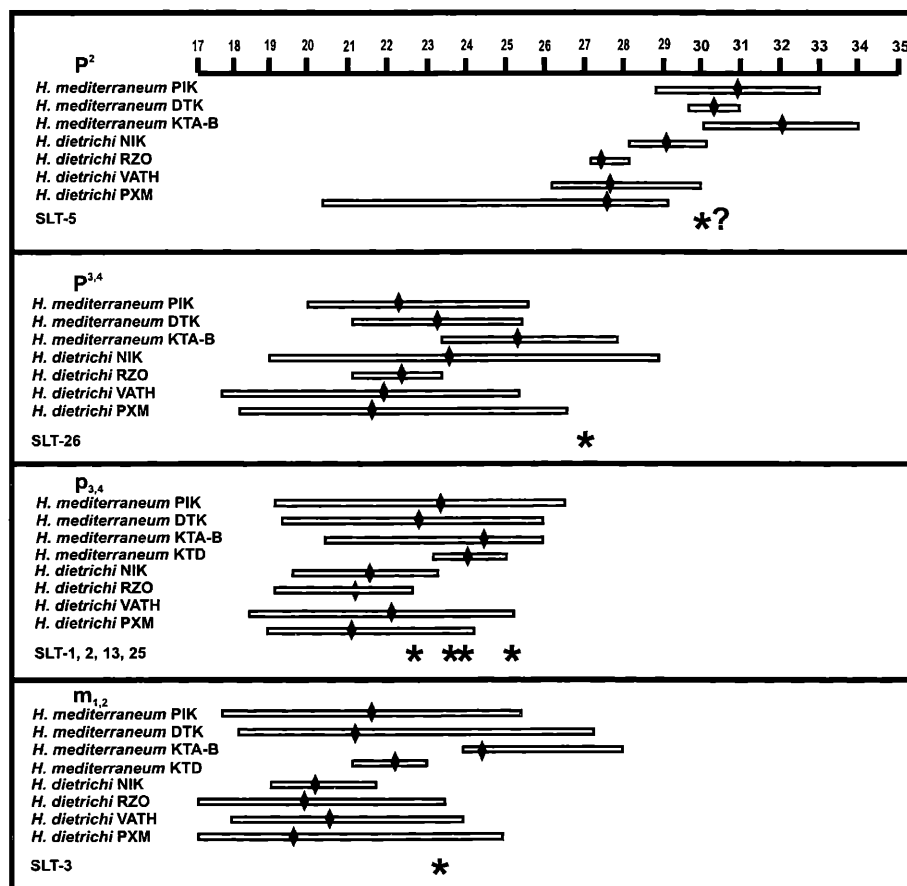 17 18 19 20 21 22 23 24 25 26 27 28 29 30 31 32 33 34 35
P²
H. mediterraneum PIK
H. mediterraneum DTK
H. mediterraneum KTA-B
H. dietrichi NIK
H. dietrichi RZO
H. dietrichi VATH
H. dietrichi PXM
SLT-5 *?
P³,⁴
H. mediterraneum PIK
H. mediterraneum DTK
H. mediterraneum KTA-B
H. dietrichi NIK
H. dietrichi RZO
H. dietrichi VATH
H. dietrichi PXM
SLT-26 *
p₃,₄
H. mediterraneum PIK
H. mediterraneum DTK
H. mediterraneum KTA-B
H. mediterraneum KTD
H. dietrichi NIK
H. dietrichi RZO
H. dietrichi VATH
H. dietrichi PXM
SLT-1, 2, 13, 25 * * * *
m₁,₂
H. mediterraneum PIK
H. mediterraneum DTK
H. mediterraneum KTA-B
H. mediterraneum KTD
H. dietrichi NIK
H. dietrichi RZO
H. dietrichi VATH
H. dietrichi PXM
SLT-3 *